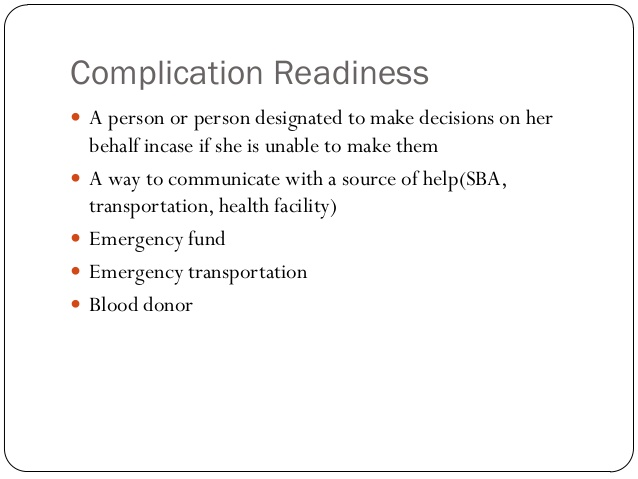 Complication Readiness
• A person or person designated to make decisions on her
behalf incase if she is unable to make them
• A way to communicate with a source of help(SBA,
transportation, health facility)
• Emergency fund
• Emergency transportation
• Blood donor